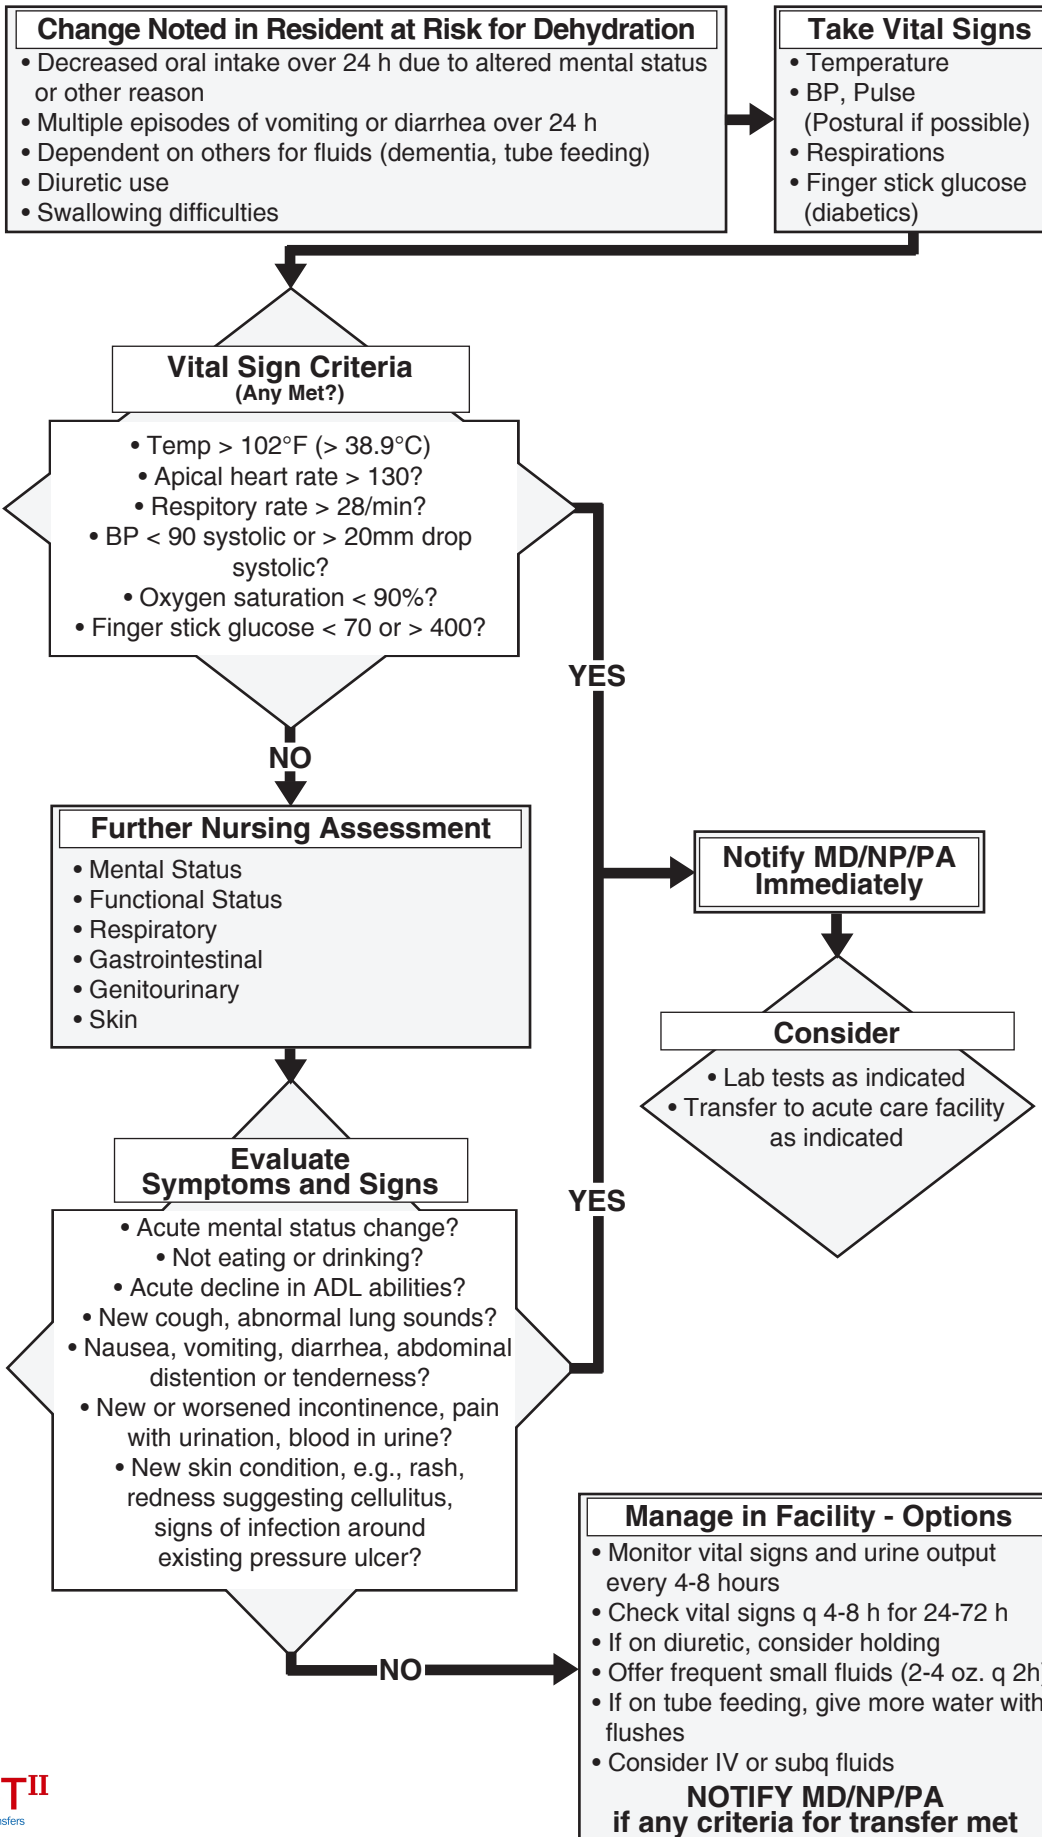 Change Noted in Resident at Risk for Dehydration
• Decreased oral intake over 24 h due to altered mental status
or other reason
• Multiple episodes of vomiting or diarrhea over 24 h
• Dependent on others for fluids (dementia, tube feeding)
• Diuretic use
• Swallowing difficulties
Take Vital Signs
• Temperature
• BP, Pulse
(Postural if possible)
• Respirations
• Finger stick glucose
(diabetics)
Vital Sign Criteria
(Any Met?)
• Temp > 102°F (> 38.9°C)
• Apical heart rate > 130?
• Respitory rate > 28/min?
• BP < 90 systolic or > 20mm drop
systolic?
• Oxygen saturation < 90%?
• Finger stick glucose < 70 or > 400?
YES
NO
Further Nursing Assessment
• Mental Status
• Functional Status
• Respiratory
• Gastrointestinal
• Genitourinary
• Skin
Notify MD/NP/PA
Immediately
Consider
• Lab tests as indicated
• Transfer to acute care facility
as indicated
Evaluate
Symptoms and Signs
• Acute mental status change?
• Not eating or drinking?
• Acute decline in ADL abilities?
• New cough, abnormal lung sounds?
• Nausea, vomiting, diarrhea, abdominal
distention or tenderness?
• New or worsened incontinence, pain
with urination, blood in urine?
• New skin condition, e.g., rash,
redness suggesting cellulitus,
signs of infection around
existing pressure ulcer?
YES
NO
Manage in Facility - Options
• Monitor vital signs and urine output
every 4-8 hours
• Check vital signs q 4-8 h for 24-72 h
• If on diuretic, consider holding
• Offer frequent small fluids (2-4 oz. q 2h)
• If on tube feeding, give more water with
flushes
• Consider IV or subq fluids
NOTIFY MD/NP/PA
if any criteria for transfer met
T II
nsfers